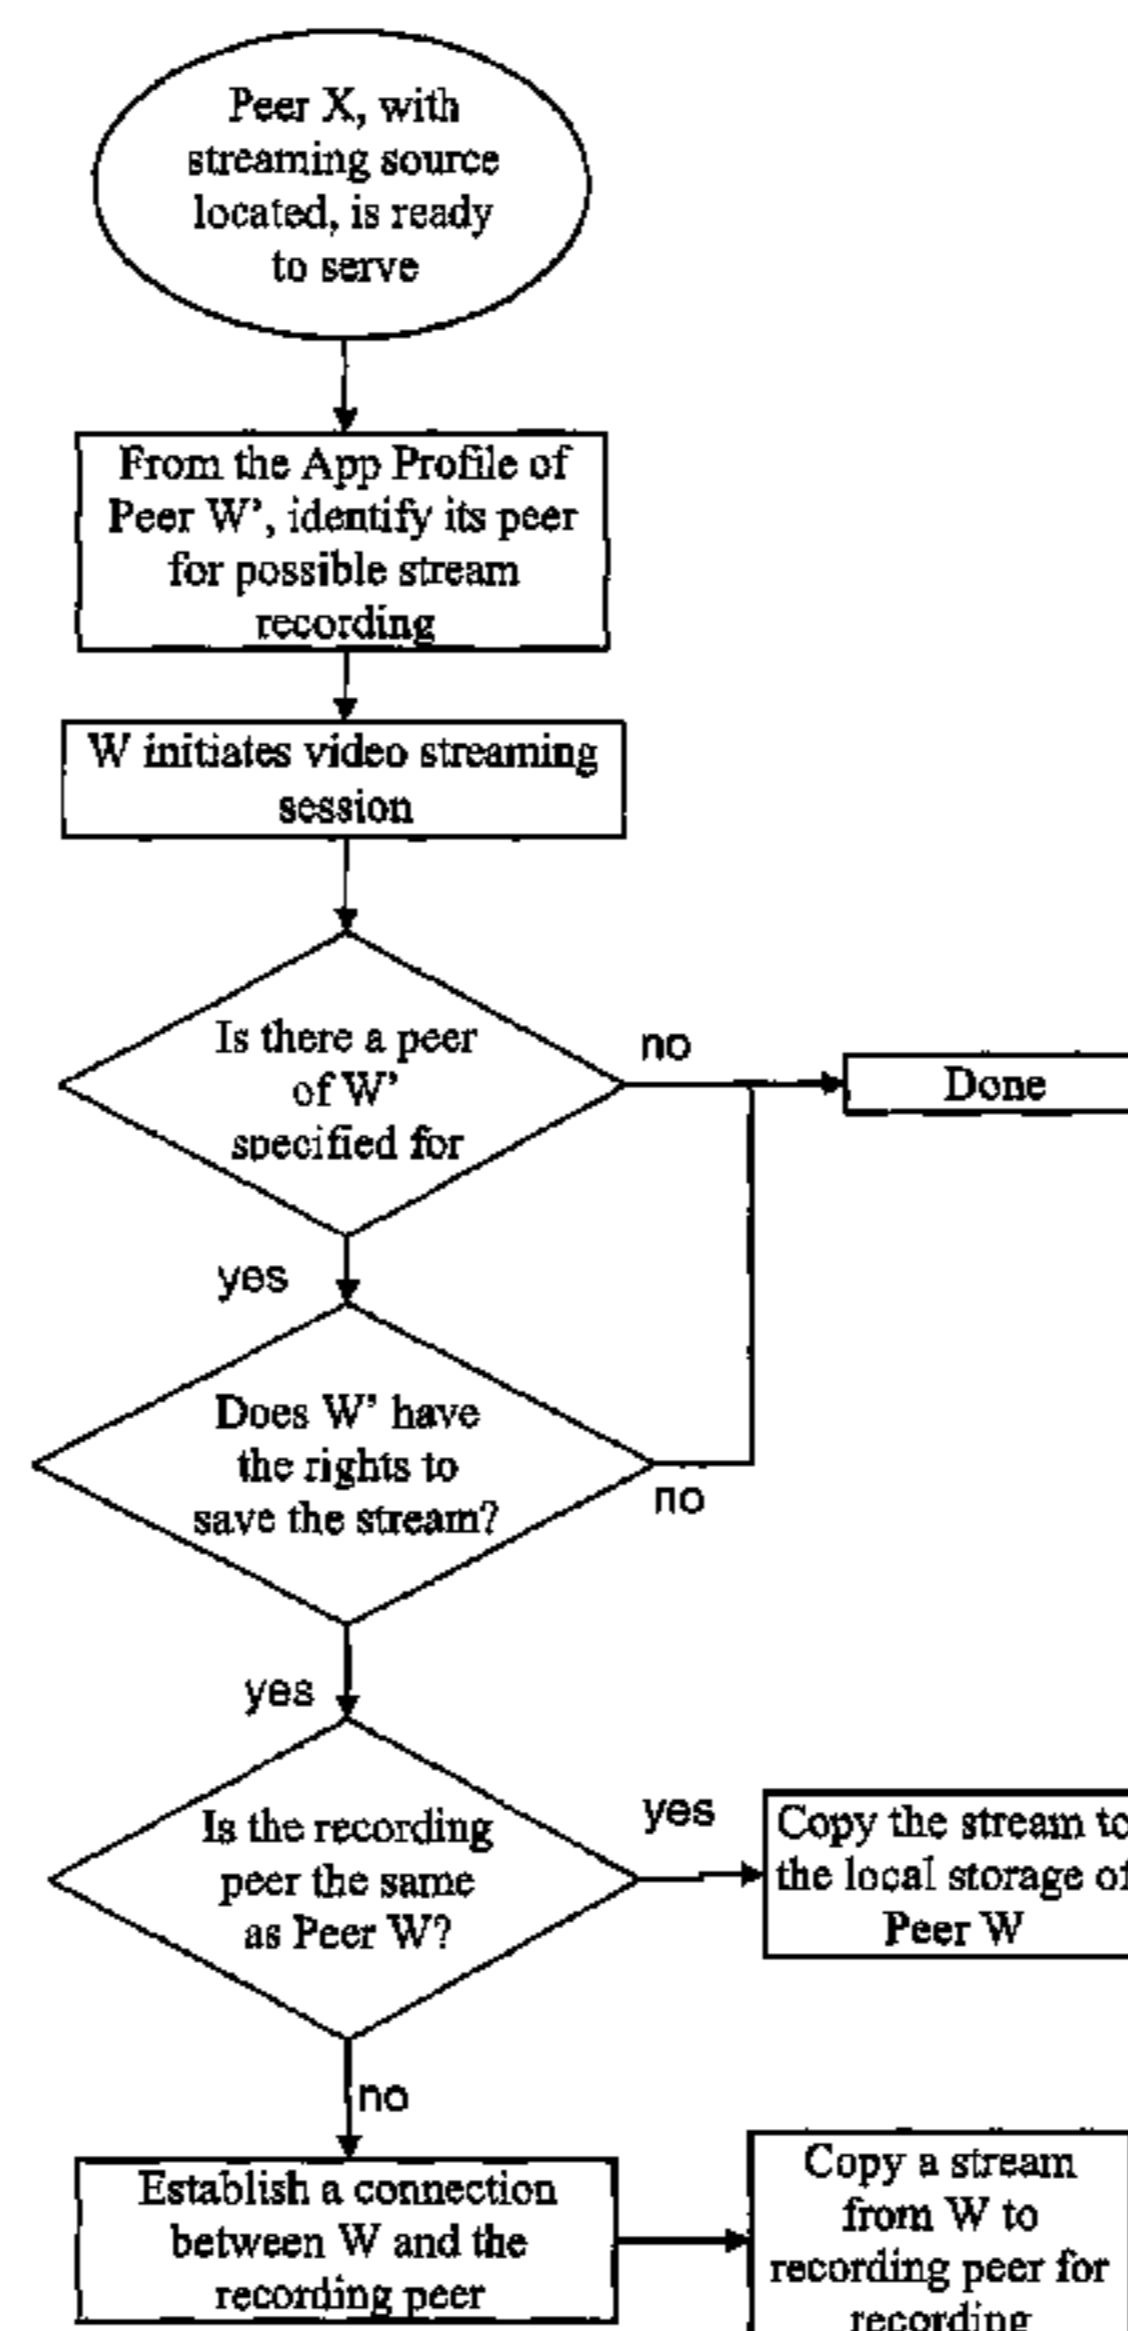 Peer X, with
streaming source
located, is ready
to serve
From the App Profile of
Peer W', identify its peer
for possible stream
recording
W initiates video streaming
session
Is there a peer
of W'
specified for
no
Done
yes
Does W' have
the rights to
save the stream?
no
yes
Is the recording
peer the same
as Peer W?
yes
Copy the stream to
the local storage of
Peer W
no
Establish a connection
between W and the
recording peer
Copy a stream
from W to
recording peer for
recording